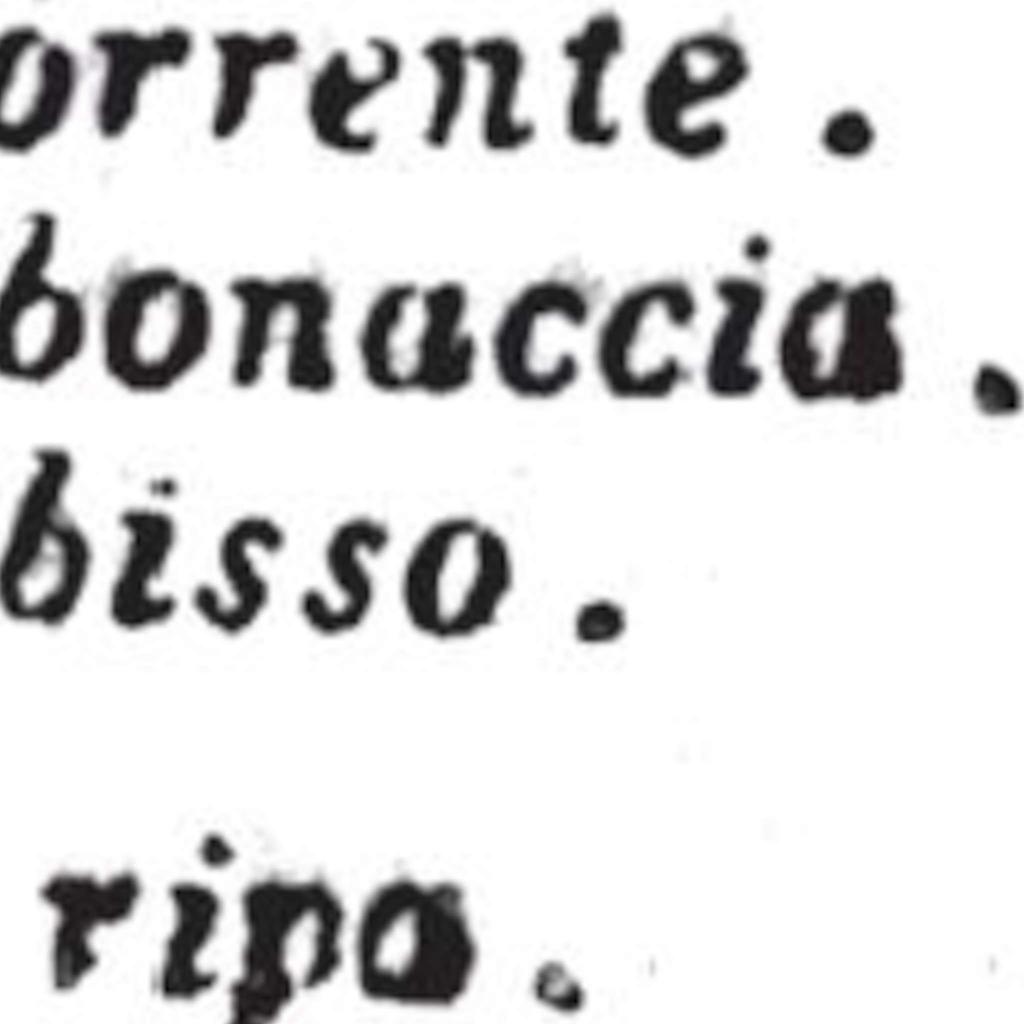 orrente .
bonaccia .
bisso .
ripa .